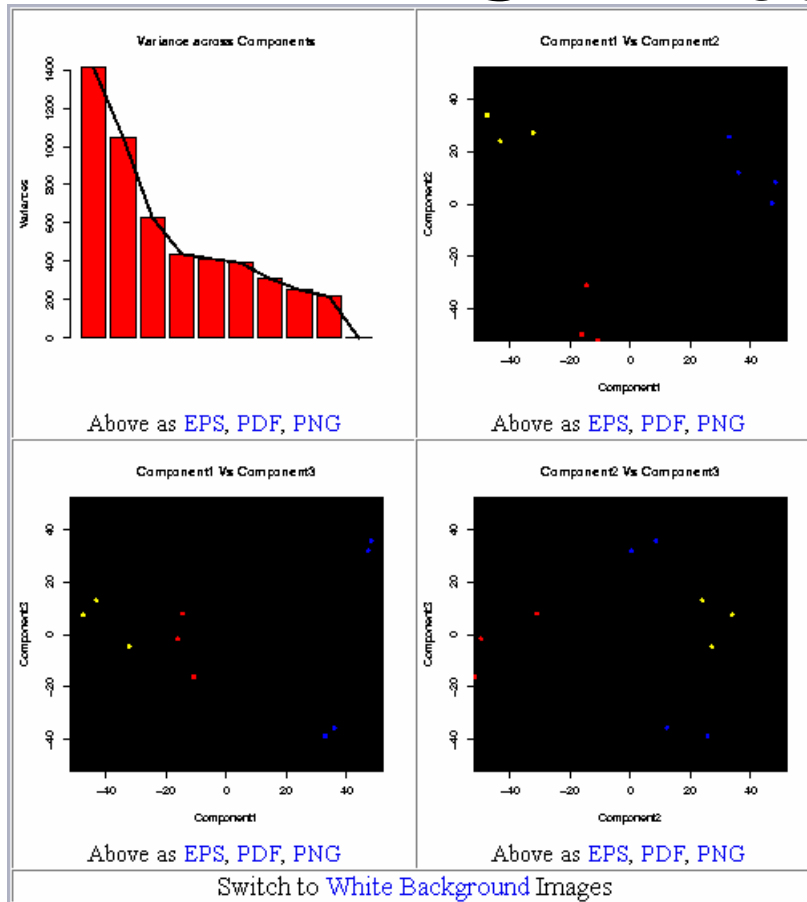 Variance across Components
Variances
0 200 400 600 800 1000 1200 1400
Above as EPS, PDF, PNG
Component1 Vs Component2
Component2
-40 -20 0 20 40
-40 -20 0 20 40
Component1
Above as EPS, PDF, PNG
Component1 Vs Component3
Component3
-40 -20 0 20 40
-40 -20 0 20 40
Component1
Above as EPS, PDF, PNG
Component2 Vs Component3
Component3
-40 -20 0 20 40
-40 -20 0 20 40
Component2
Above as EPS, PDF, PNG
Switch to White Background Images